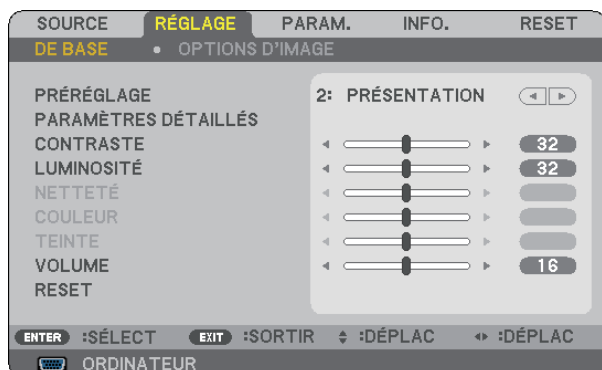 SOURCE RÉGLAGE PARAM. INFO. RESET
DE BASE • OPTIONS D'IMAGE
PRÉRÉGLAGE 2: PRÉSENTATION
PARAMÈTRES DÉTAILLÉS
CONTRASTE 32
LUMINOSITÉ 32
NETTETÉ
COULEUR
TEINTE
VOLUME 16
RESET
ENTER :SÉLECT EXIT :SORTIR :DÉPLAC :DÉPLAC
ORDINATEUR